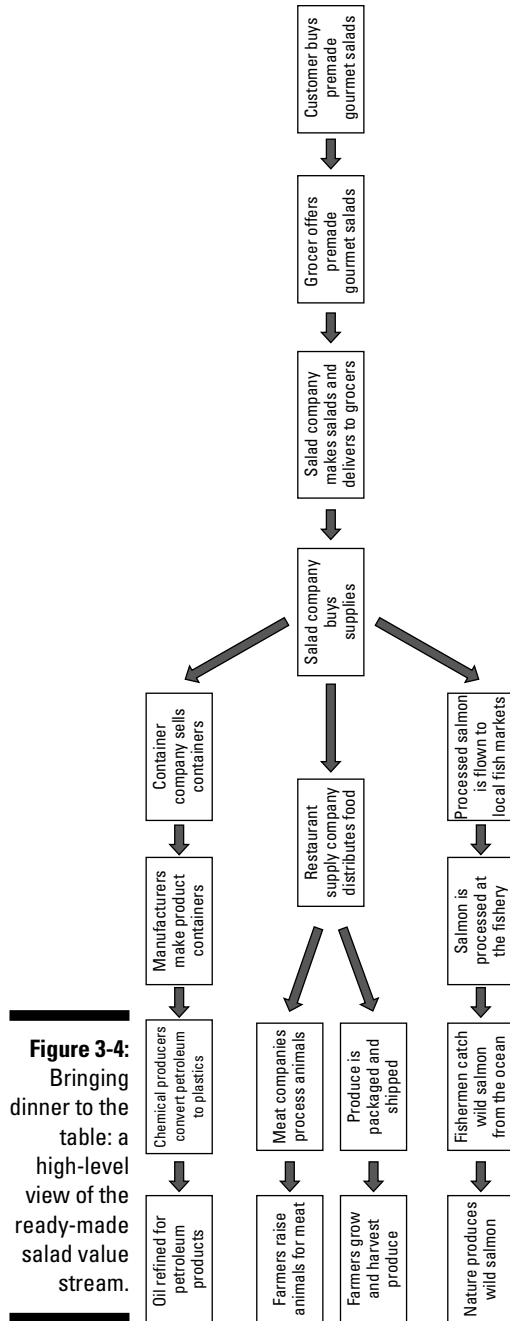 Figure 3-4:
Bringing
dinner to the
table: a
high-level
view of the
ready-made
salad value
stream.
Oil refined for
petroleum
products
Chemical producers
convert petroleum
to plastics
Manufacturers
make product
containers
Container
company sells
containers
Farmers raise
animals for meat
Meat companies
process animals
Farmers grow
and harvest
produce
Produce is
packaged and
shipped
Restaurant
supply company
distributes food
Nature produces
wild salmon
Fishermen catch
wild salmon
from the ocean
Salmon is
processed at
the fishery
Processed salmon
is flown to
local fish markets
Salad company
buys
supplies
Salad company
makes salads and
delivers to grocers
Grocer offers
premade
gourmet salads
Customer buys
premade
gourmet salads